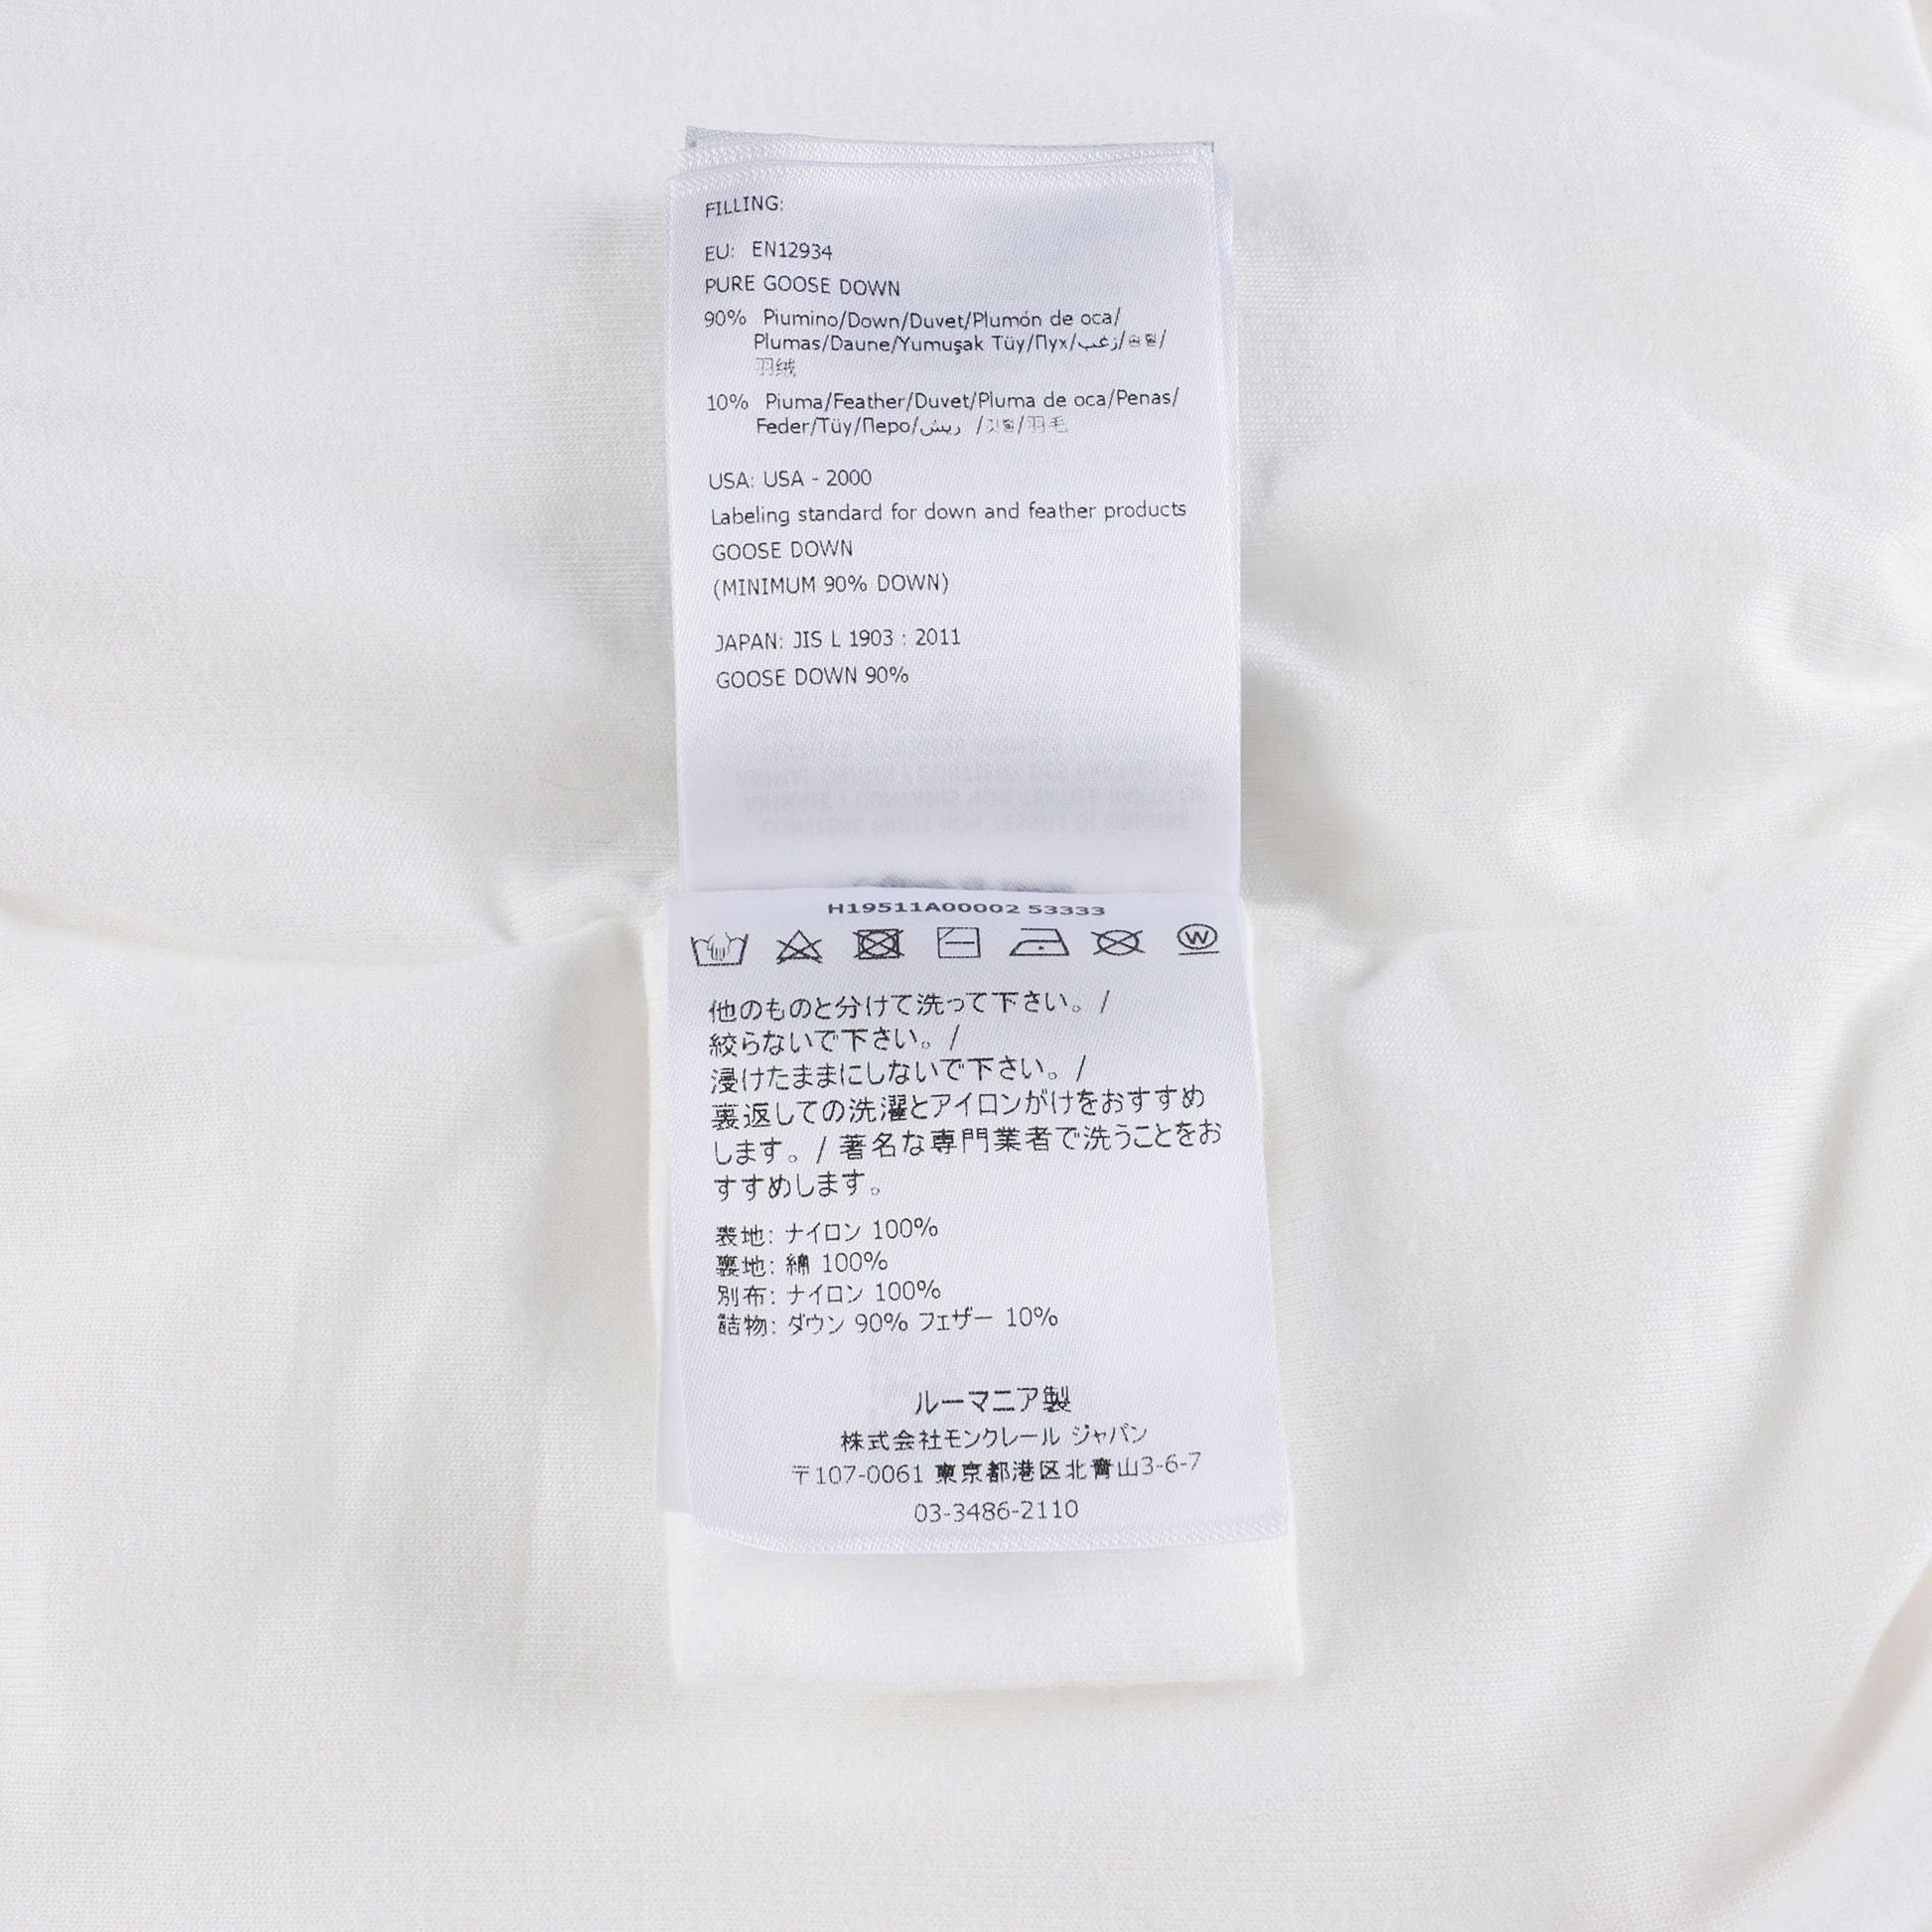 FILLING:
EU: EN12934
PURE GOOSE DOWN
90% Piumino/Down/Duvet/Plumón de oca/
Plumas/Daune/Yumuşak Tüy/Пух/زغب/솜털/
羽绒
10% Piuma/Feather/Duvet/Pluma de oca/Penas/
Feder/Tüy/Перо/ريش /깃털/羽毛
USA: USA - 2000
Labeling standard for down and feather products
GOOSE DOWN
(MINIMUM 90% DOWN)
JAPAN: JIS L 1903 : 2011
GOOSE DOWN 90%
H19511A00002 53333
W
他のものと分けて洗って下さい。/
絞らないで下さい。/
浸けたままにしないで下さい。/
裏返しての洗濯とアイロンがけをおすすめ
します。/ 著名な専門業者で洗うことをお
すすめします。
表地: ナイロン 100%
裏地: 綿 100%
別布: ナイロン 100%
詰物: ダウン 90% フェザー 10%
ルーマニア製
株式会社モンクレール ジャパン
〒107-0061 東京都港区北青山3-6-7
03-3486-2110